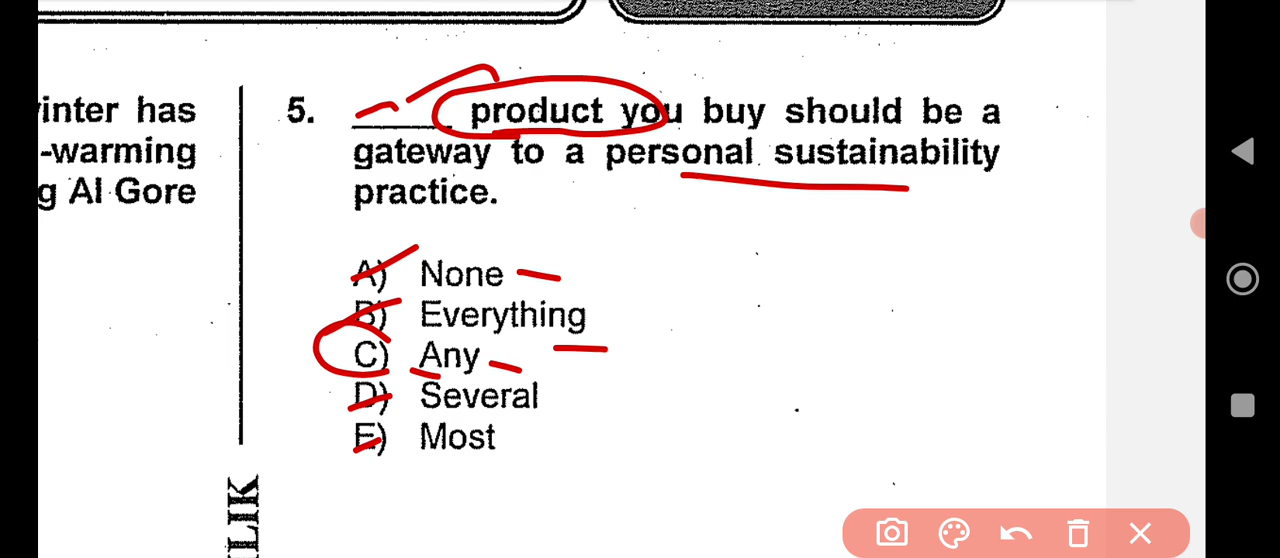 inter has
-warming
g Al Gore
5. _____ product you buy should be a
gateway to a personal sustainability
practice.
A) None
B) Everything
C) Any
D) Several
E) Most
LIK